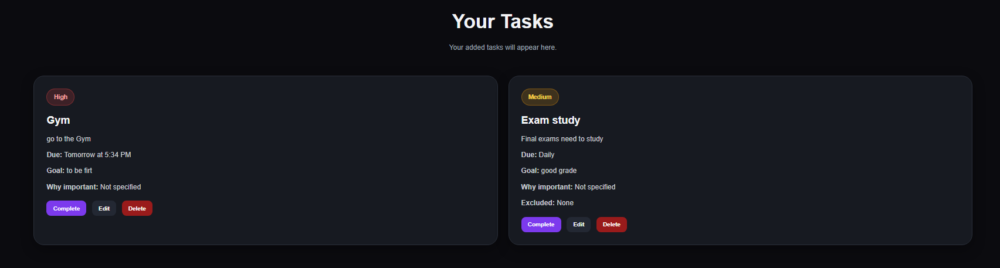 Your Tasks
Your added tasks will appear here.
High
Gym
go to the Gym
Due: Tomorrow at 5:34 PM
Goal: to be firt
Why important: Not specified
Complete Edit Delete
Medium
Exam study
Final exams need to study
Due: Daily
Goal: good grade
Why important: Not specified
Excluded: None
Complete Edit Delete